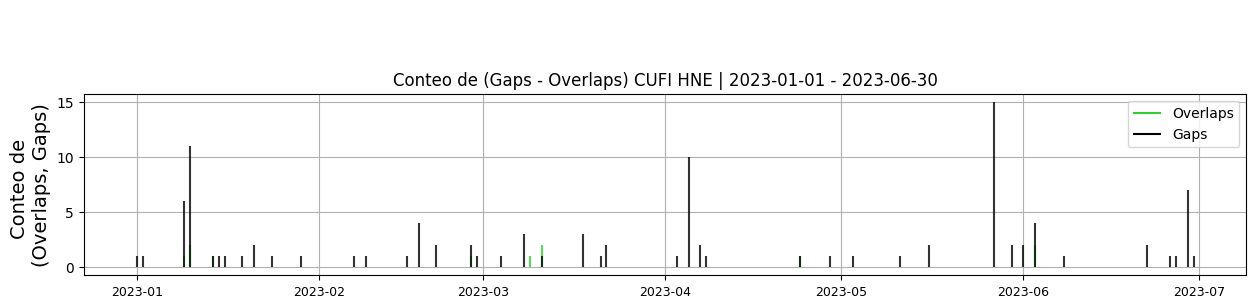 Conteo de (Gaps - Overlaps) CUFI HNE | 2023-01-01 - 2023-06-30
Conteo de
(Overlaps, Gaps)
15
10
5
0
Overlaps
Gaps
2023-01
2023-02
2023-03
2023-04
2023-05
2023-06
2023-07